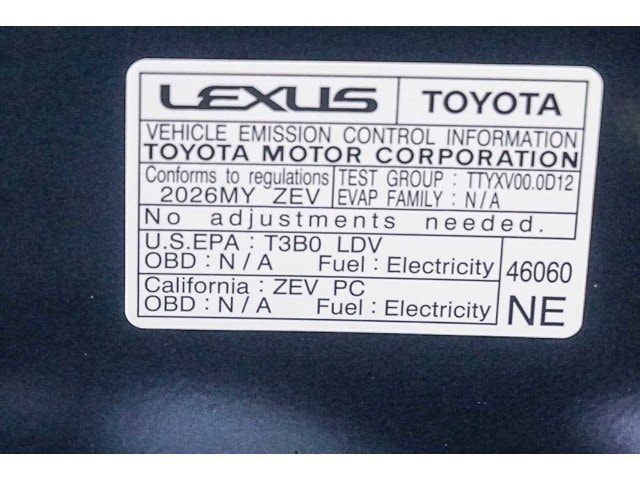 LEXUS TOYOTA
VEHICLE EMISSION CONTROL INFORMATION
TOYOTA MOTOR CORPORATION
Conforms to regulations TEST GROUP : TTYXV00.0D12
2026MY ZEV EVAP FAMILY : N/A
No adjustments needed.
U.S.EPA : T3B0 LDV
OBD : N/A Fuel : Electricity 46060
California : ZEV PC
OBD : N/A Fuel : Electricity NE